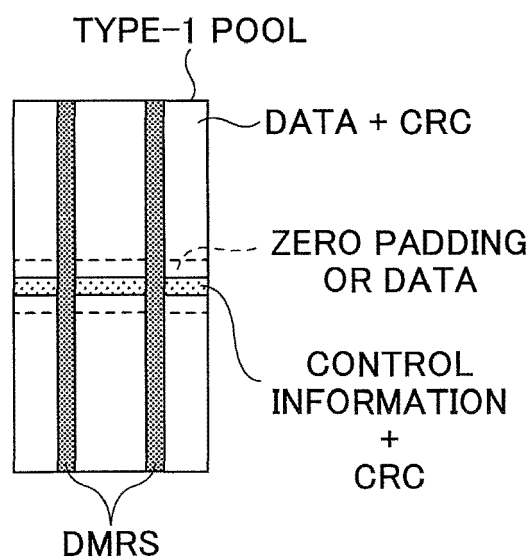 TYPE-1 POOL
DATA + CRC
ZERO PADDING
OR DATA
CONTROL
INFORMATION
+
CRC
DMRS